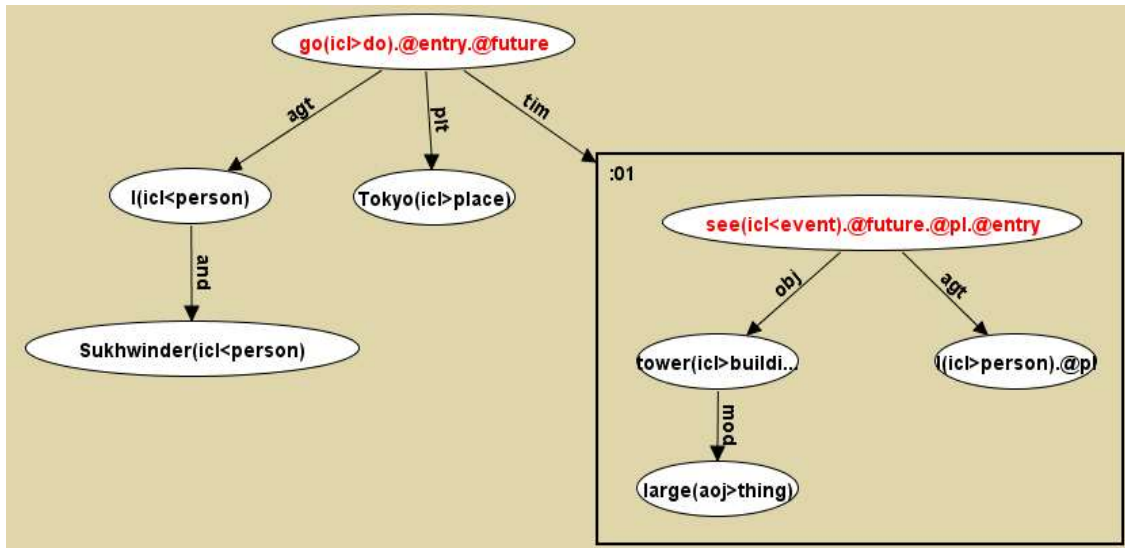 go(icl>do).@entry.@future
agt
plt
tim
:01
I(icl<person)
Tokyo(icl>place)
see(icl<event).@future.@pl.@entry
and
obj
agt
Sukhwinder(icl<person)
tower(icl>buildi...
I(icl>person).@pl
mod
large(aoj>thing)